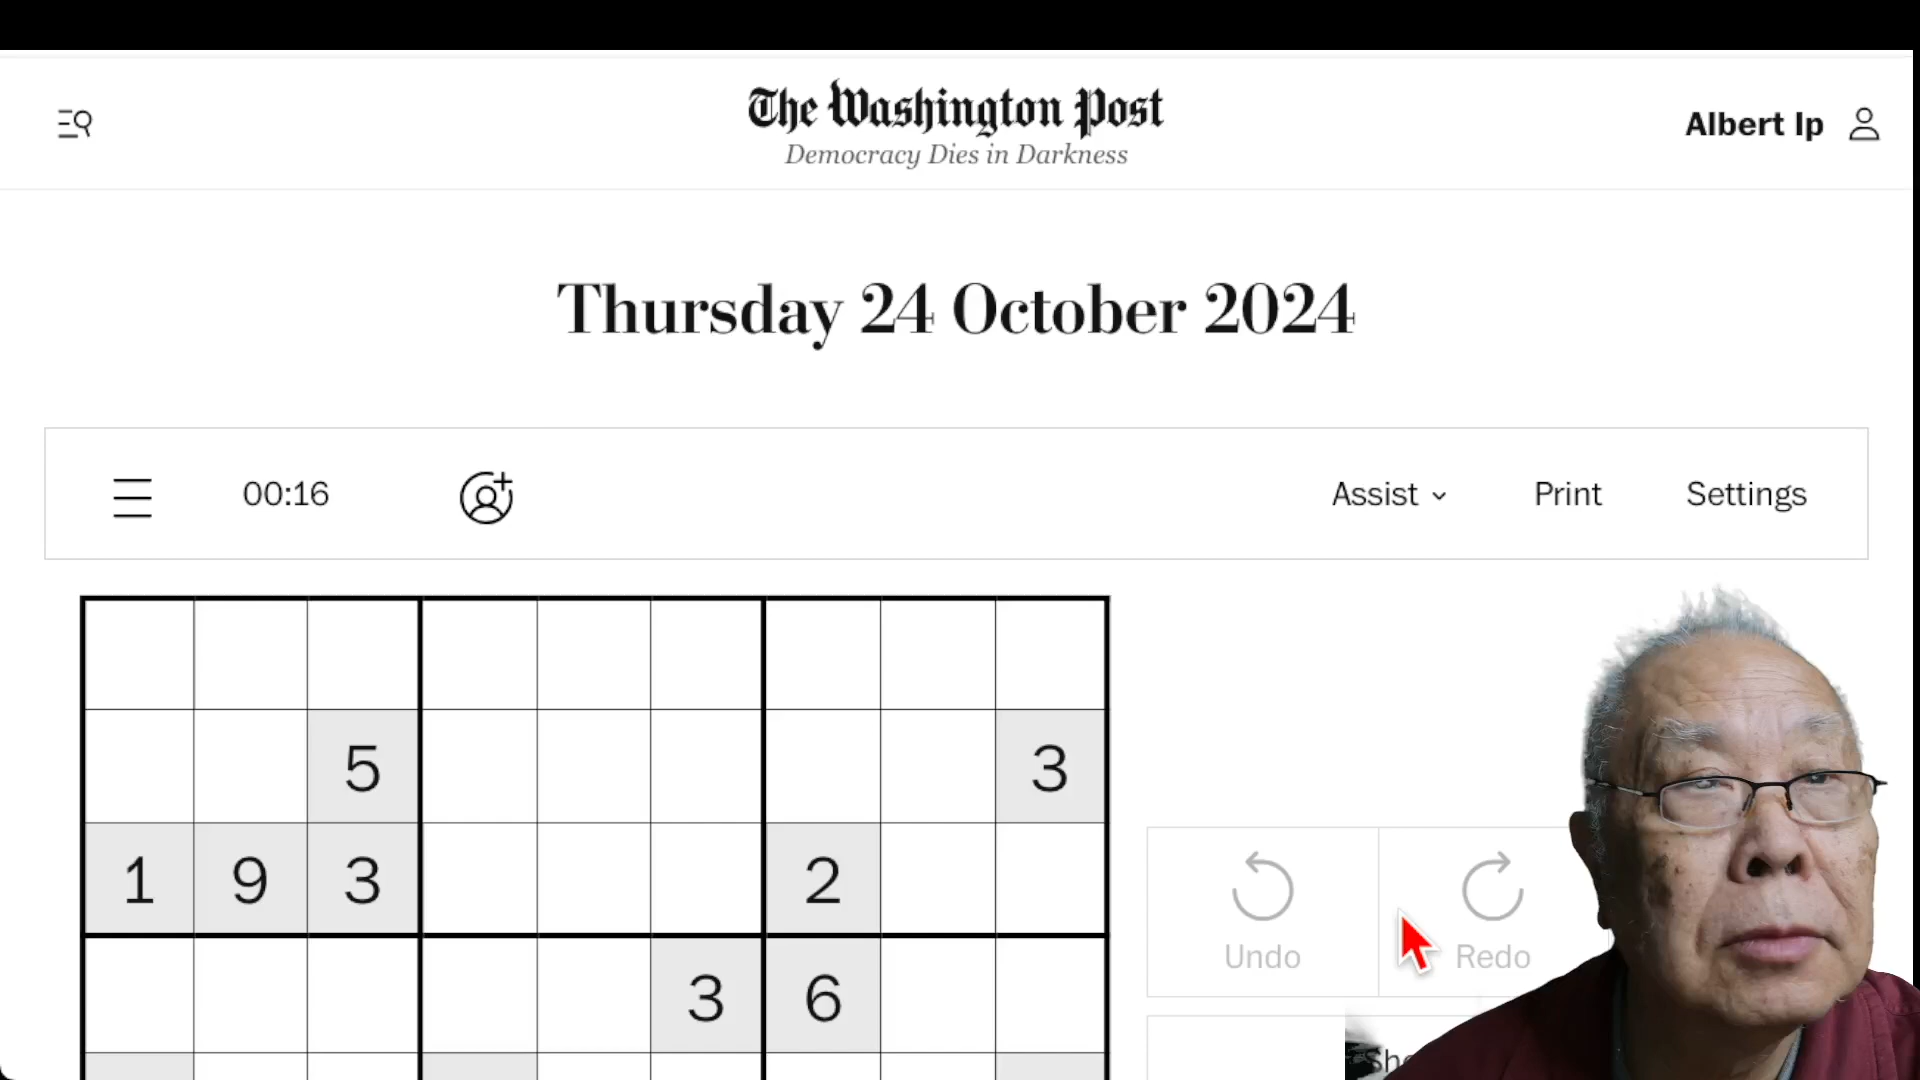 The Washington Post
Democracy Dies in Darkness
Albert Ip
Thursday 24 October 2024
00:16
Assist
Print
Settings
5 3
1 9 3 2
3 6
Undo
Redo